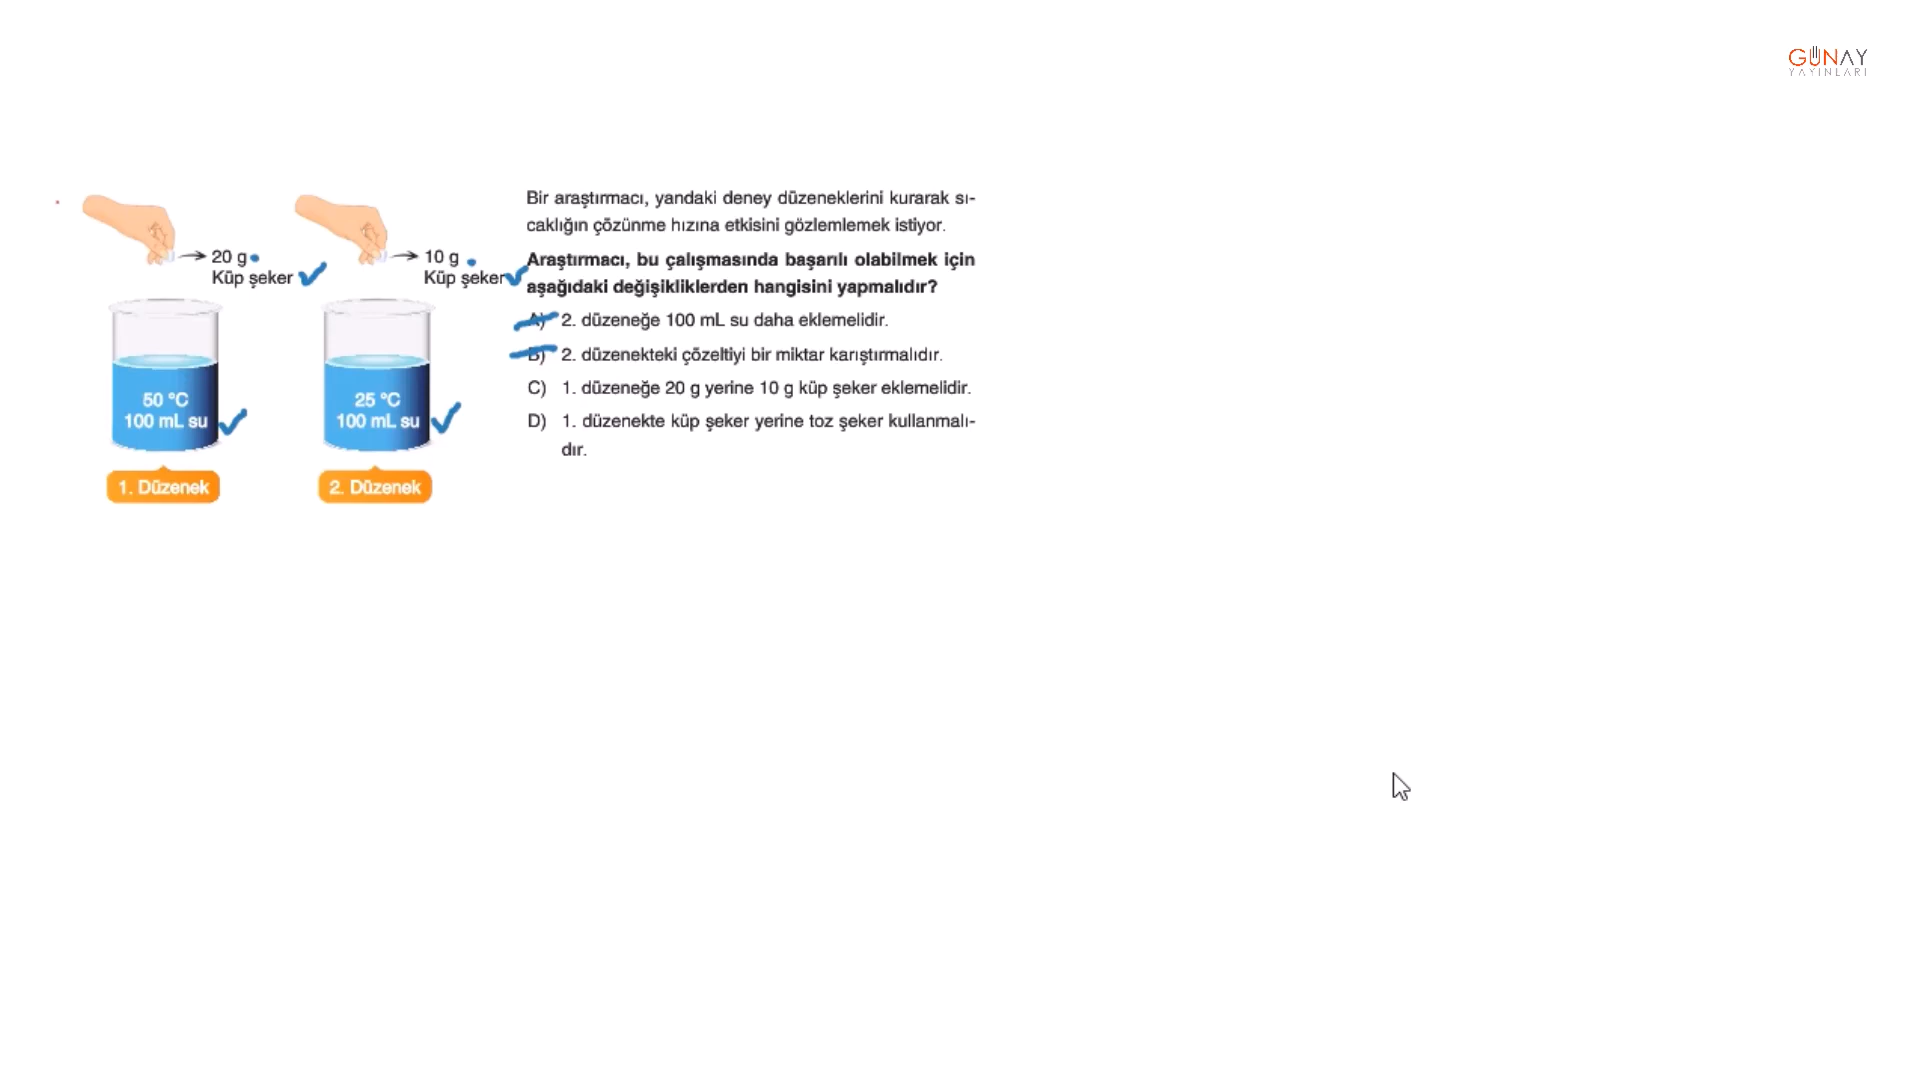 GÜNAY
YAYINLARI
20 g
Küp şeker
10 g
Küp şeker
50 °C
100 mL su
25 °C
100 mL su
1. Düzenek
2. Düzenek
Bir araştırmacı, yandaki deney düzeneklerini kurarak sı-
caklığın çözünme hızına etkisini gözlemlemek istiyor.
Araştırmacı, bu çalışmasında başarılı olabilmek için
aşağıdaki değişikliklerden hangisini yapmalıdır?
A) 2. düzeneğe 100 mL su daha eklemelidir.
B) 2. düzenekteki çözeltiyi bir miktar karıştırmalıdır.
C) 1. düzeneğe 20 g yerine 10 g küp şeker eklemelidir.
D) 1. düzenekte küp şeker yerine toz şeker kullanmalı-
dır.